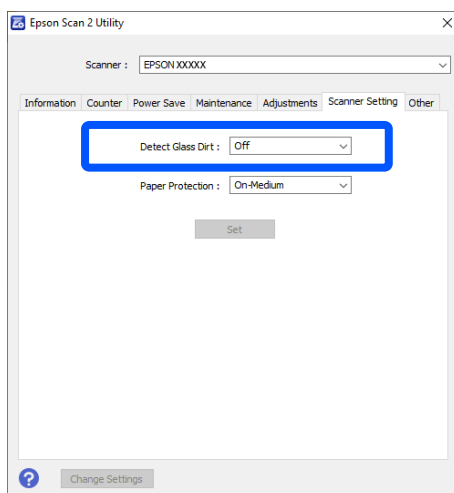 Epson Scan 2 Utility
Scanner : EPSON XXXXX
Information Counter Power Save Maintenance Adjustments Scanner Setting Other
Detect Glass Dirt : Off
Paper Protection : On-Medium
Set
? Change Settings